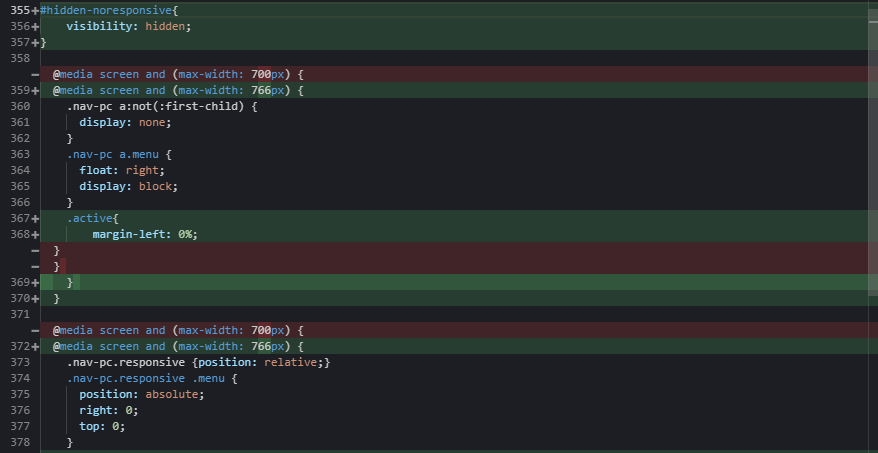 355+#hidden-noresponsive{
356+    visibility: hidden;
357+}
358
—  @media screen and (max-width: 700px) {
359+  @media screen and (max-width: 766px) {
360    .nav-pc a:not(:first-child) {
361      display: none;
362    }
363    .nav-pc a.menu {
364      float: right;
365      display: block;
366    }
367+    .active{
368+        margin-left: 0%;
—  }
—  }
369+    }
370+  }
371
—  @media screen and (max-width: 700px) {
372+  @media screen and (max-width: 766px) {
373    .nav-pc.responsive {position: relative;}
374    .nav-pc.responsive .menu {
375      position: absolute;
376      right: 0;
377      top: 0;
378    }